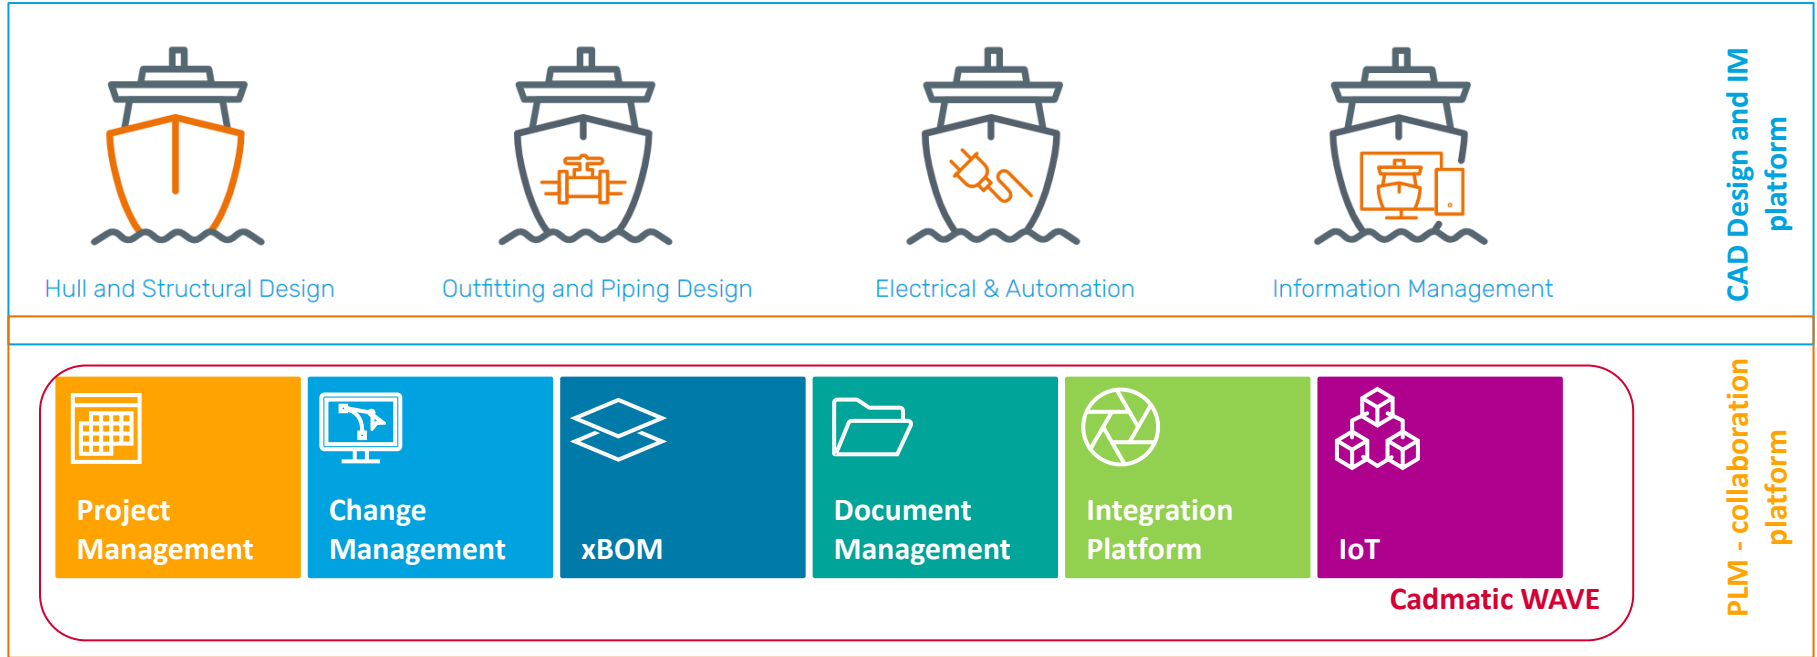 Hull and Structural Design
Outfitting and Piping Design
Electrical & Automation
Information Management
CAD Design and IM
platform
Project
Management
Change
Management
xBOM
Document
Management
Integration
Platform
IoT
Cadmatic WAVE
PLM - collaboration
platform